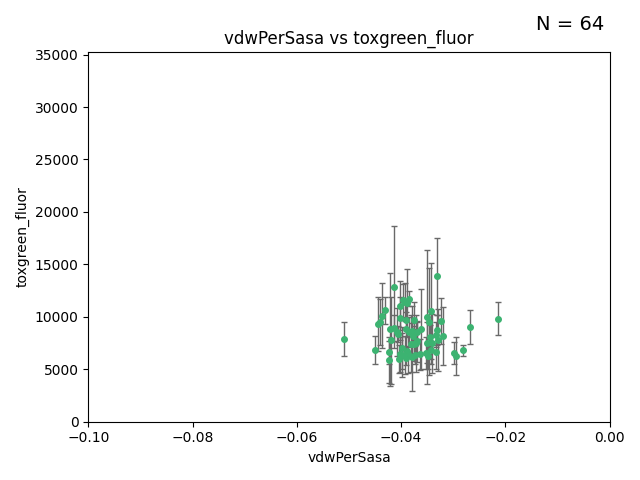 N = 64
vdwPerSasa vs toxgreen_fluor
35000
30000
25000
20000
15000
10000
5000
0
toxgreen_fluor
−0.10 −0.08 −0.06 −0.04 −0.02 0.00
vdwPerSasa